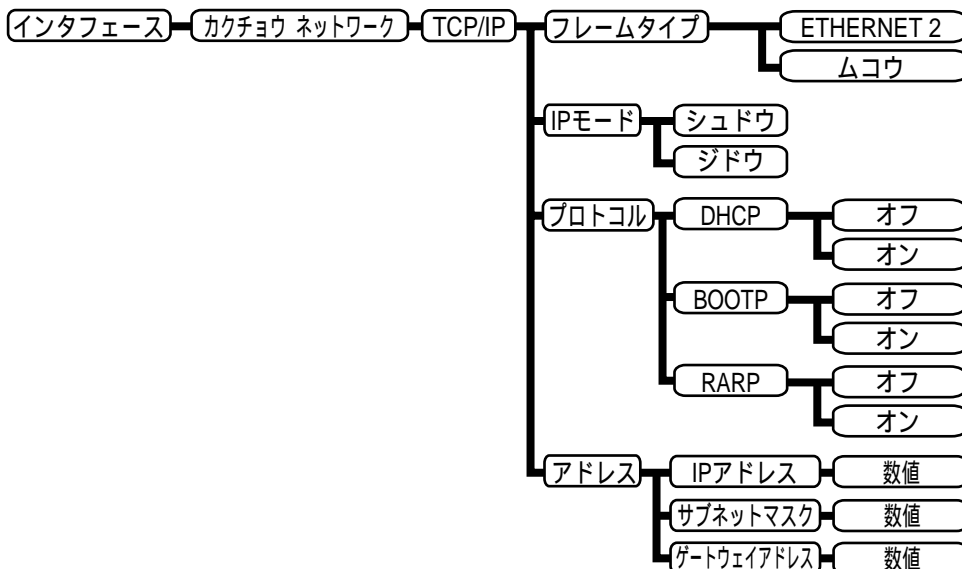 インタフェース カクチョウ ネットワーク TCP/IP フレームタイプ ETHERNET 2
ムコウ
IPモード シュドウ
ジドウ
プロトコル DHCP オフ
オン
BOOTP オフ
オン
RARP オフ
オン
アドレス IPアドレス 数値
サブネットマスク 数値
ゲートウェイアドレス 数値